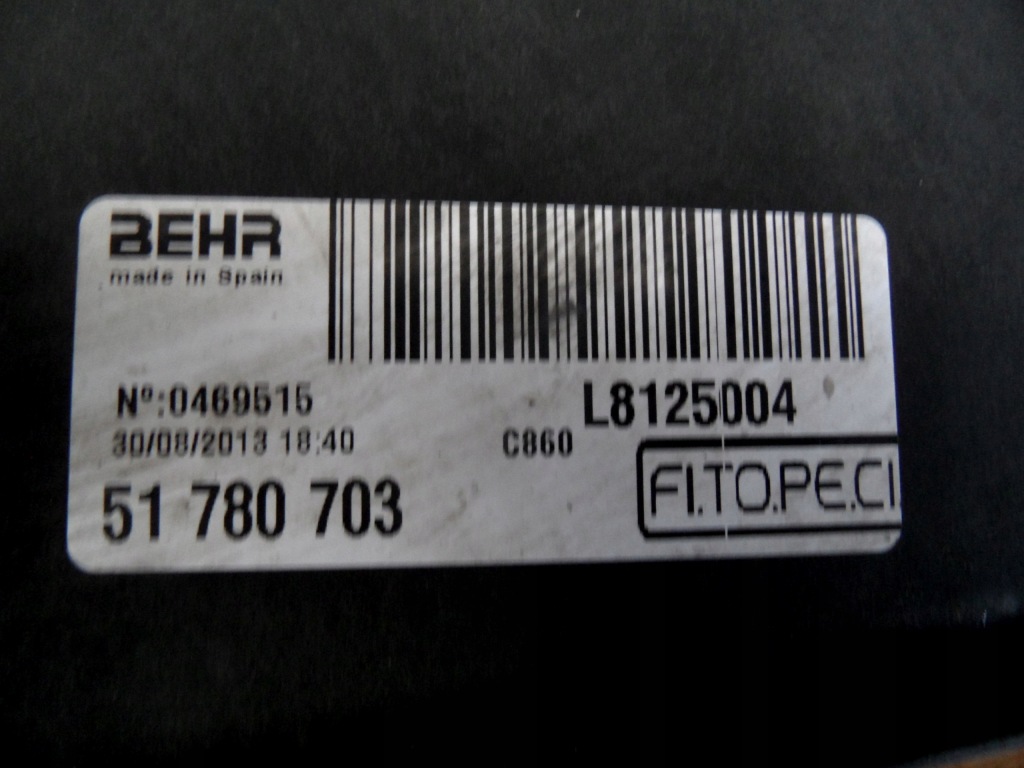 BEHR
made in Spain
Nº:0469515
L8125004
30/08/2013 18:40
C860
51 780 703
FI.TO.PE.CI